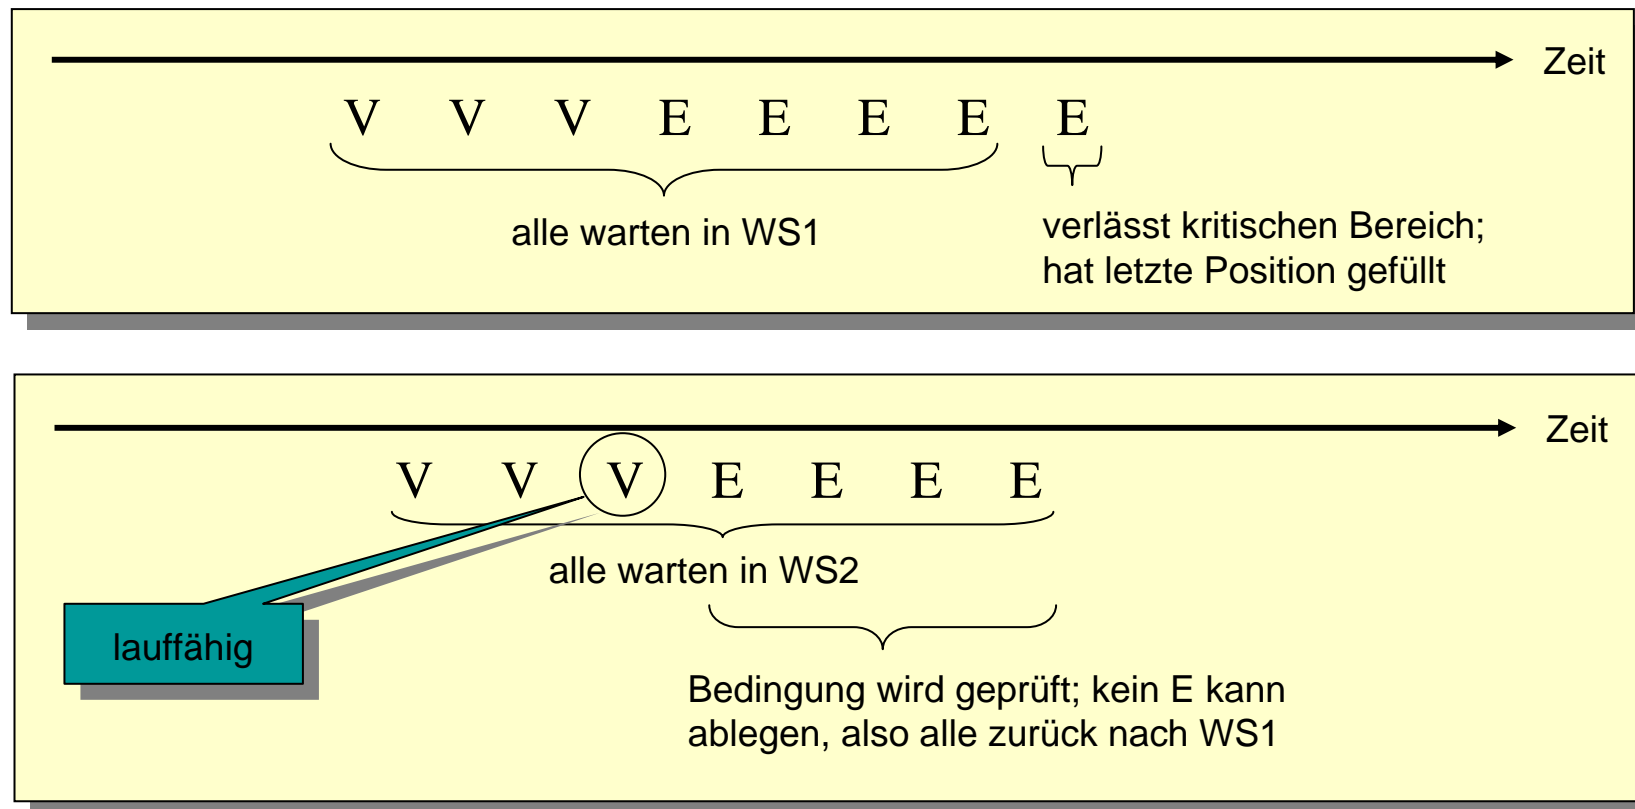 Zeit
V V V E E E E E
alle warten in WS1
verlässt kritischen Bereich;
hat letzte Position gefüllt
Zeit
V V V E E E E
alle warten in WS2
lauffähig
Bedingung wird geprüft; kein E kann
ablegen, also alle zurück nach WS1